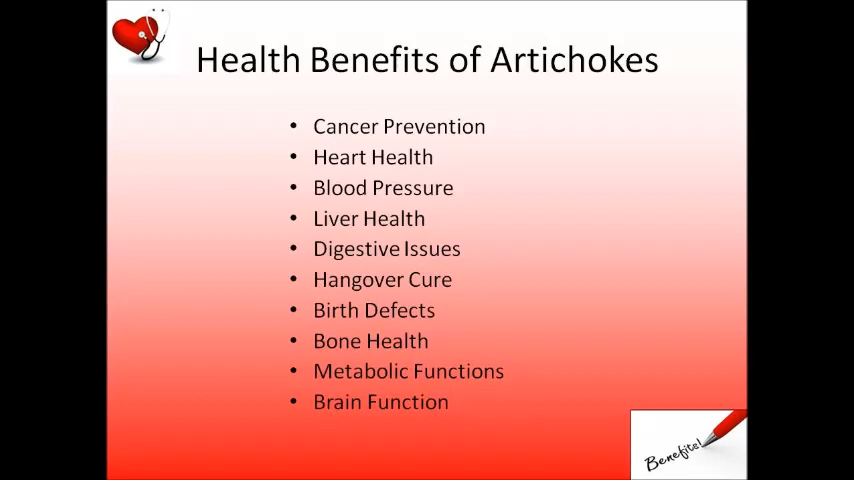 Health Benefits of Artichokes
• Cancer Prevention
• Heart Health
• Blood Pressure
• Liver Health
• Digestive Issues
• Hangover Cure
• Birth Defects
• Bone Health
• Metabolic Functions
• Brain Function
Benefits!